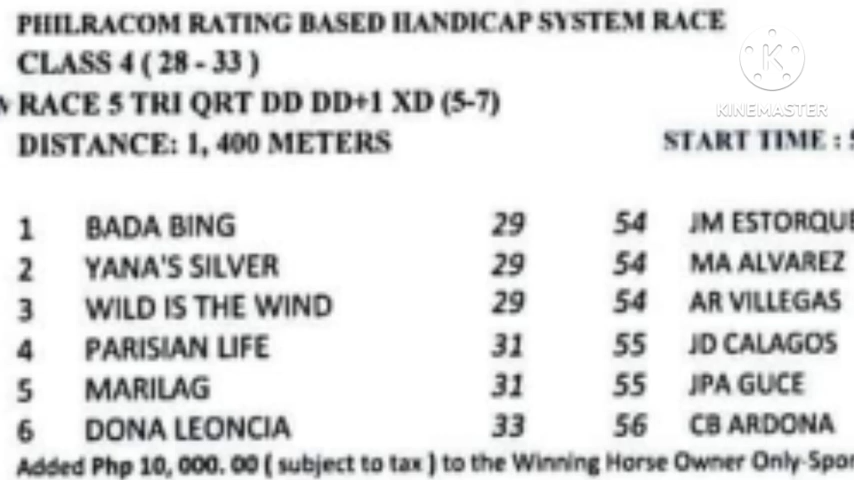 PHILRACOM RATING BASED HANDICAP SYSTEM RACE
CLASS 4 ( 28 - 33 )
RACE 5 TRI QRT DD DD+1 XD (5-7)
DISTANCE: 1, 400 METERS
START TIME :
K
KINEMASTER
1 BADA BING 29 54 JM ESTORQUE
2 YANA'S SILVER 29 54 MA ALVAREZ
3 WILD IS THE WIND 29 54 AR VILLEGAS
4 PARISIAN LIFE 31 55 JD CALAGOS
5 MARILAG 31 55 JPA GUCE
6 DONA LEONCIA 33 56 CB ARDONA
Added Php 10, 000. 00 ( subject to tax ) to the Winning Horse Owner Only-Spon